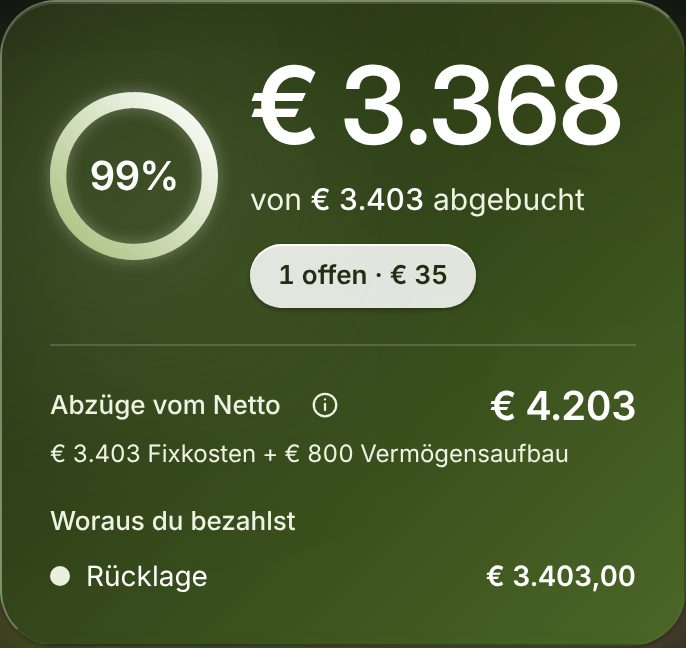 99%
€ 3.368
von € 3.403 abgebucht
1 offen · € 35
Abzüge vom Netto € 4.203
€ 3.403 Fixkosten + € 800 Vermögensaufbau
Woraus du bezahlst
Rücklage € 3.403,00